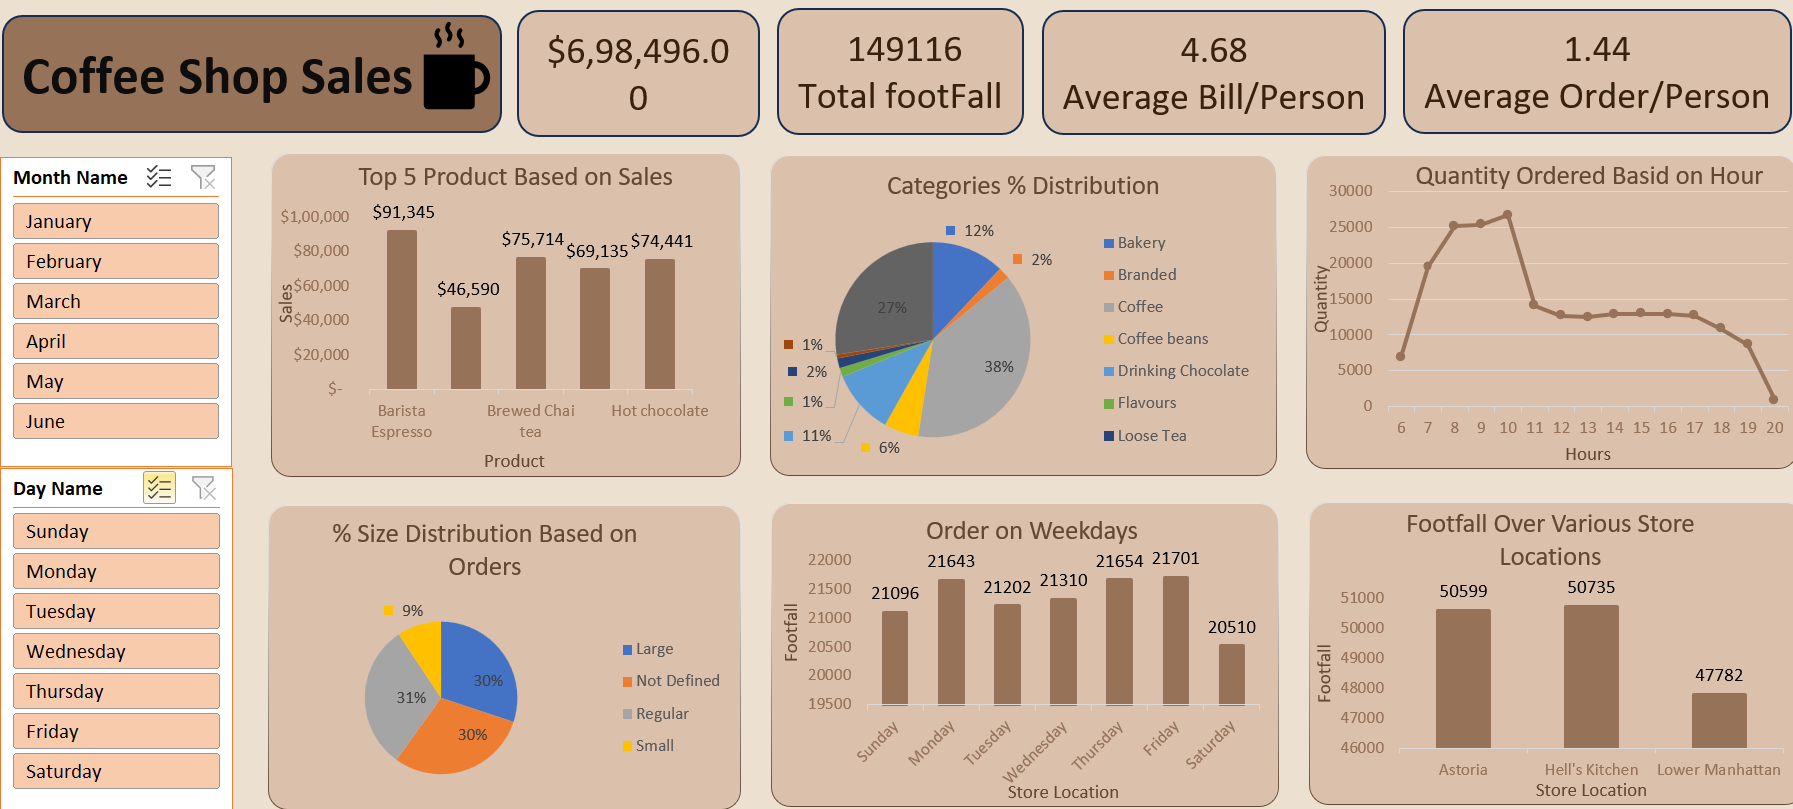 Coffee Shop Sales
$6,98,496.0
0
149116
Total footFall
4.68
Average Bill/Person
1.44
Average Order/Person
Month Name
January
February
March
April
May
June
Day Name
Sunday
Monday
Tuesday
Wednesday
Thursday
Friday
Saturday
Top 5 Product Based on Sales
$1,00,000
$80,000
$60,000
$40,000
$20,000
$-
Sales
$91,345
$46,590
$75,714
$69,135
$74,441
Barista
Espresso
Brewed Chai
tea
Hot chocolate
Product
Categories % Distribution
12%
2%
38%
6%
11%
1%
2%
1%
27%
Bakery
Branded
Coffee
Coffee beans
Drinking Chocolate
Flavours
Loose Tea
Quantity Ordered Basid on Hour
30000
25000
20000
15000
10000
5000
0
Quantity
6 7 8 9 10 11 12 13 14 15 16 17 18 19 20
Hours
% Size Distribution Based on
Orders
9%
30%
31%
30%
Large
Not Defined
Regular
Small
Order on Weekdays
22000
21500
21000
20500
20000
19500
Footfall
21096
21643
21202
21310
21654
21701
20510
Sunday
Monday
Tuesday
Wednesday
Thursday
Friday
Saturday
Store Location
Footfall Over Various Store
Locations
51000
50000
49000
48000
47000
46000
Footfall
50599
50735
47782
Astoria
Hell's Kitchen
Lower Manhattan
Store Location